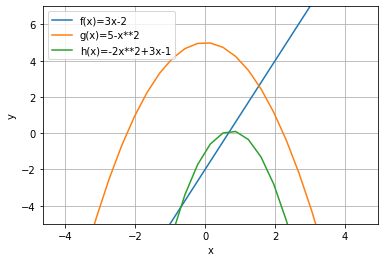 f(x)=3x-2
g(x)=5-x**2
h(x)=-2x**2+3x-1
6
4
2
0
−2
−4
y
−4 −2 0 2 4
x